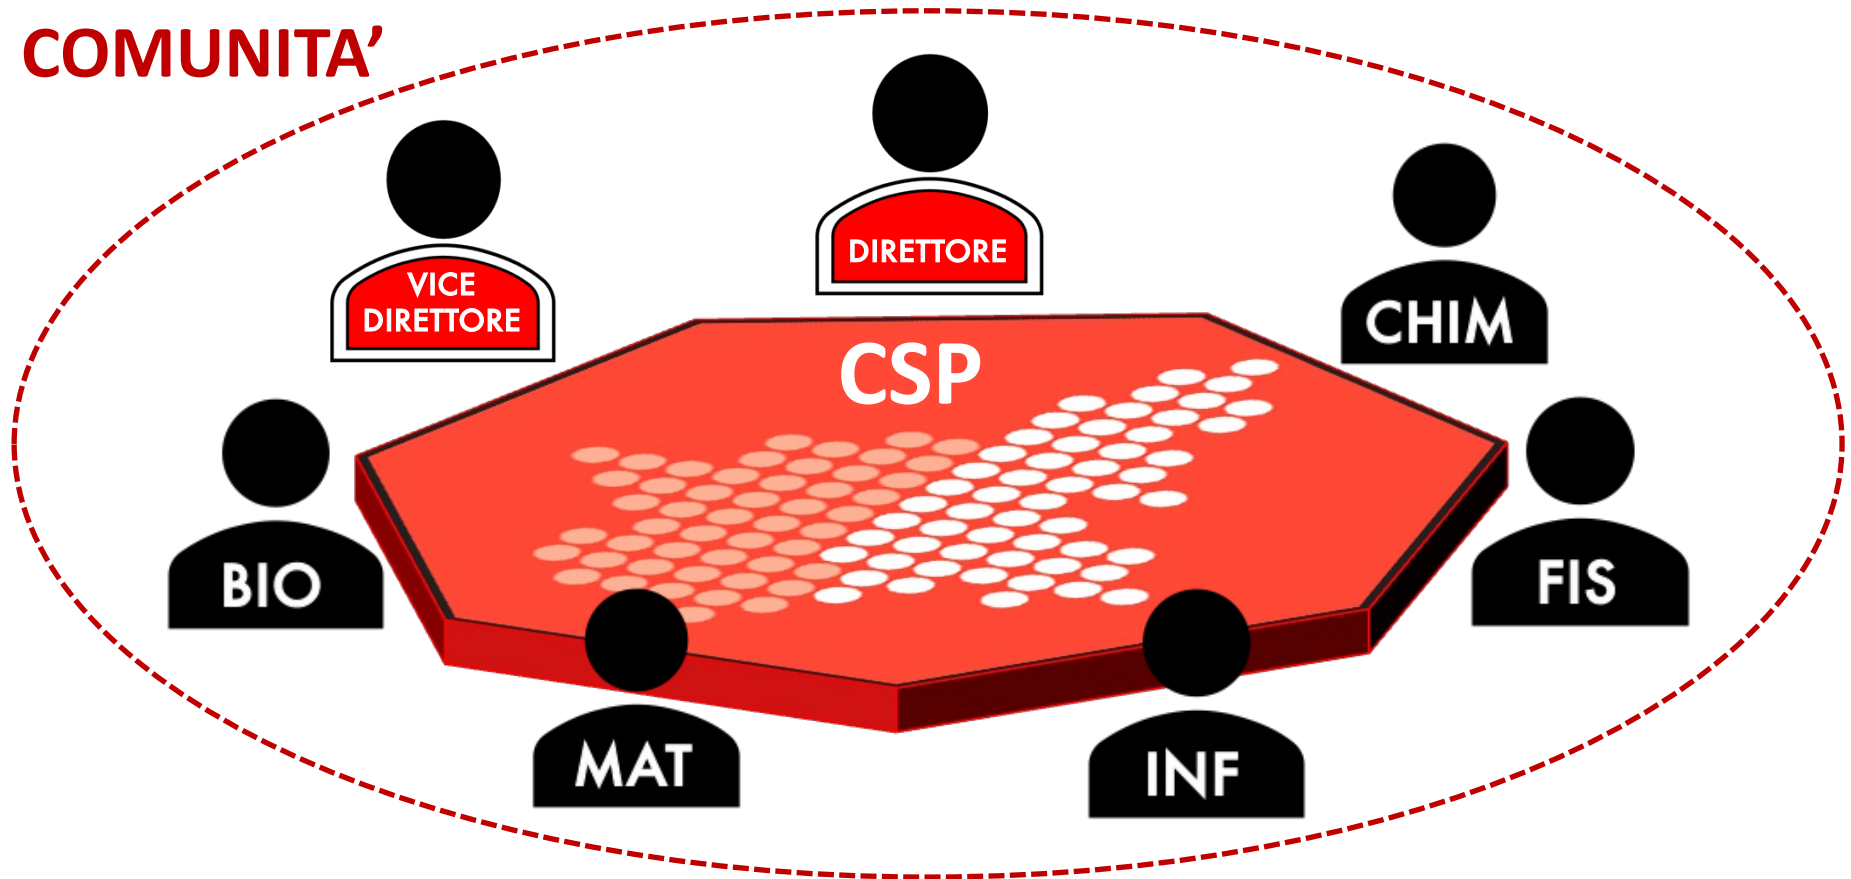 COMUNITA’
DIRETTORE
VICE
DIRETTORE
CHIM
CSP
BIO
FIS
MAT
INF